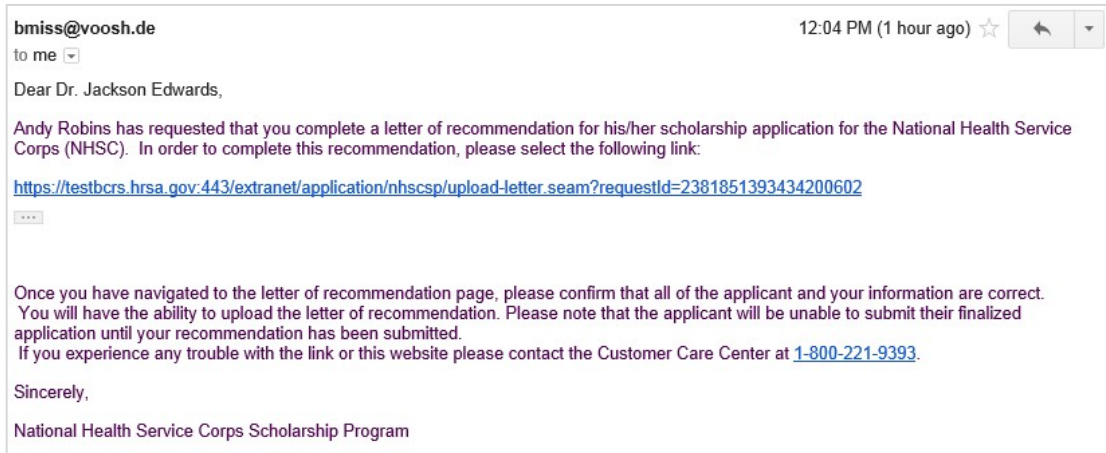 bmiss@voosh.de 12:04 PM (1 hour ago)
to me
Dear Dr. Jackson Edwards,
Andy Robins has requested that you complete a letter of recommendation for his/her scholarship application for the National Health Service
Corps (NHSC).  In order to complete this recommendation, please select the following link:
https://testbcrs.hrsa.gov:443/extranet/application/nhscsp/upload-letter.seam?requestId=2381851393434200602
Once you have navigated to the letter of recommendation page, please confirm that all of the applicant and your information are correct.
You will have the ability to upload the letter of recommendation. Please note that the applicant will be unable to submit their finalized
application until your recommendation has been submitted.
If you experience any trouble with the link or this website please contact the Customer Care Center at 1-800-221-9393.
Sincerely,
National Health Service Corps Scholarship Program